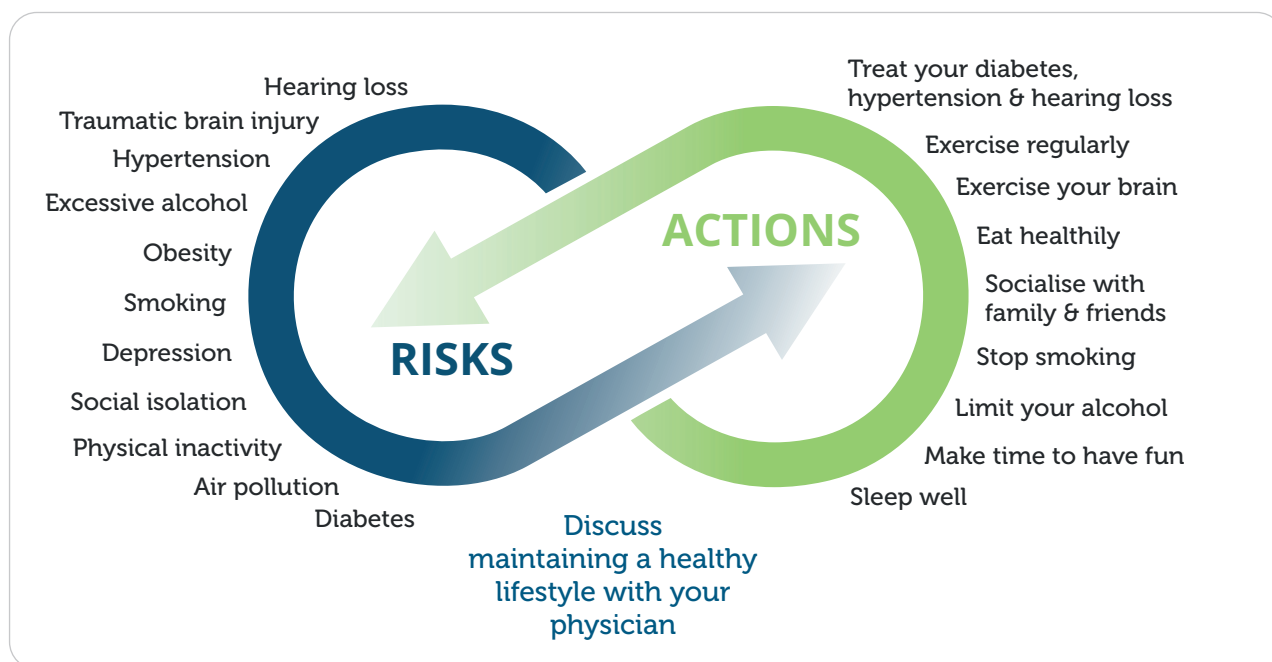 Hearing loss
Traumatic brain injury
Hypertension
Excessive alcohol
Obesity
Smoking
Depression
Social isolation
Physical inactivity
Air pollution
Diabetes
RISKS
ACTIONS
Treat your diabetes,
hypertension & hearing loss
Exercise regularly
Exercise your brain
Eat healthily
Socialise with
family & friends
Stop smoking
Limit your alcohol
Make time to have fun
Sleep well
Discuss
maintaining a healthy
lifestyle with your
physician